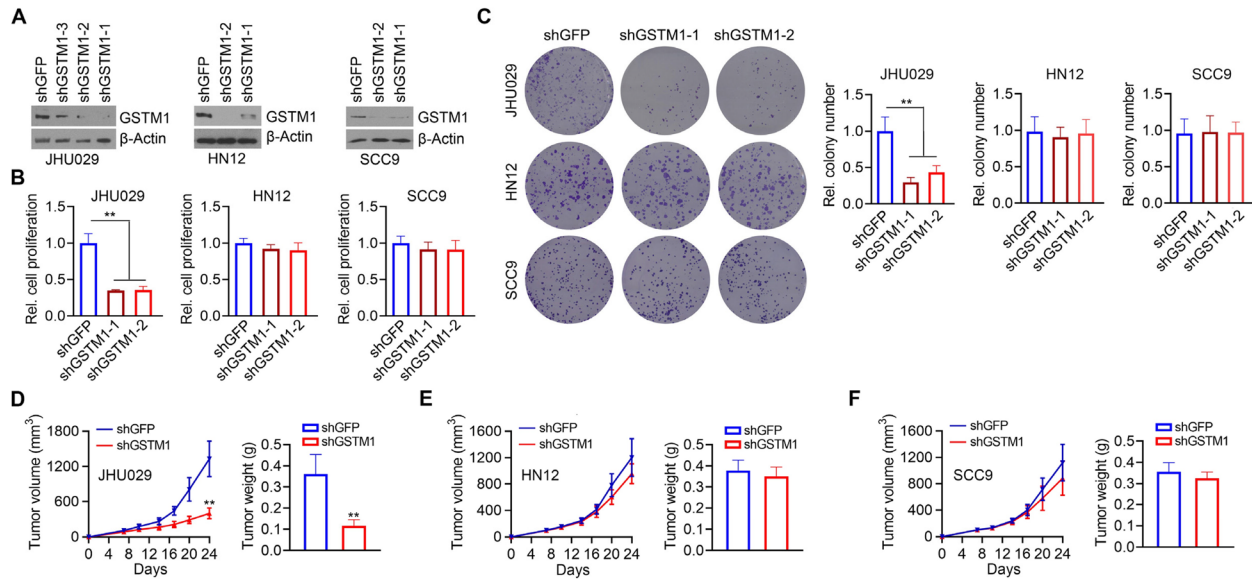 A
shGFP
shGSTM1-3
shGSTM1-2
shGSTM1-1
GSTM1
β-Actin
JHU029
shGFP
shGSTM1-2
shGSTM1-1
GSTM1
β-Actin
HN12
shGFP
shGSTM1-2
shGSTM1-1
GSTM1
β-Actin
SCC9
B
JHU029
Rel. cell proliferation
1.5
1.0
0.5
0.0
**
shGFP
shGSTM1-1
shGSTM1-2
HN12
Rel. cell proliferation
1.5
1.0
0.5
0.0
shGFP
shGSTM1-1
shGSTM1-2
SCC9
Rel. cell proliferation
1.5
1.0
0.5
0.0
shGFP
shGSTM1-1
shGSTM1-2
C
shGFP shGSTM1-1 shGSTM1-2
JHU029
HN12
SCC9
JHU029
Rel. colony number
1.5
1.0
0.5
0.0
**
shGFP
shGSTM1-1
shGSTM1-2
HN12
Rel. colony number
1.5
1.0
0.5
0.0
shGFP
shGSTM1-1
shGSTM1-2
SCC9
Rel. colony number
1.5
1.0
0.5
0.0
shGFP
shGSTM1-1
shGSTM1-2
D
shGFP
shGSTM1
JHU029
Tumor volume (mm³)
1800
1200
600
0
**
0 4 8 12 16 20 24
Days
shGFP
shGSTM1
Tumor weight (g)
0.5
0.4
0.3
0.2
0.1
0.0
**
E
shGFP
shGSTM1
HN12
Tumor volume (mm³)
1800
1200
600
0
0 4 8 12 16 20 24
Days
shGFP
shGSTM1
Tumor weight (g)
0.5
0.4
0.3
0.2
0.1
0.0
F
shGFP
shGSTM1
SCC9
Tumor volume (mm³)
1800
1200
600
0
0 4 8 12 16 20 24
Days
shGFP
shGSTM1
Tumor weight (g)
0.5
0.4
0.3
0.2
0.1
0.0